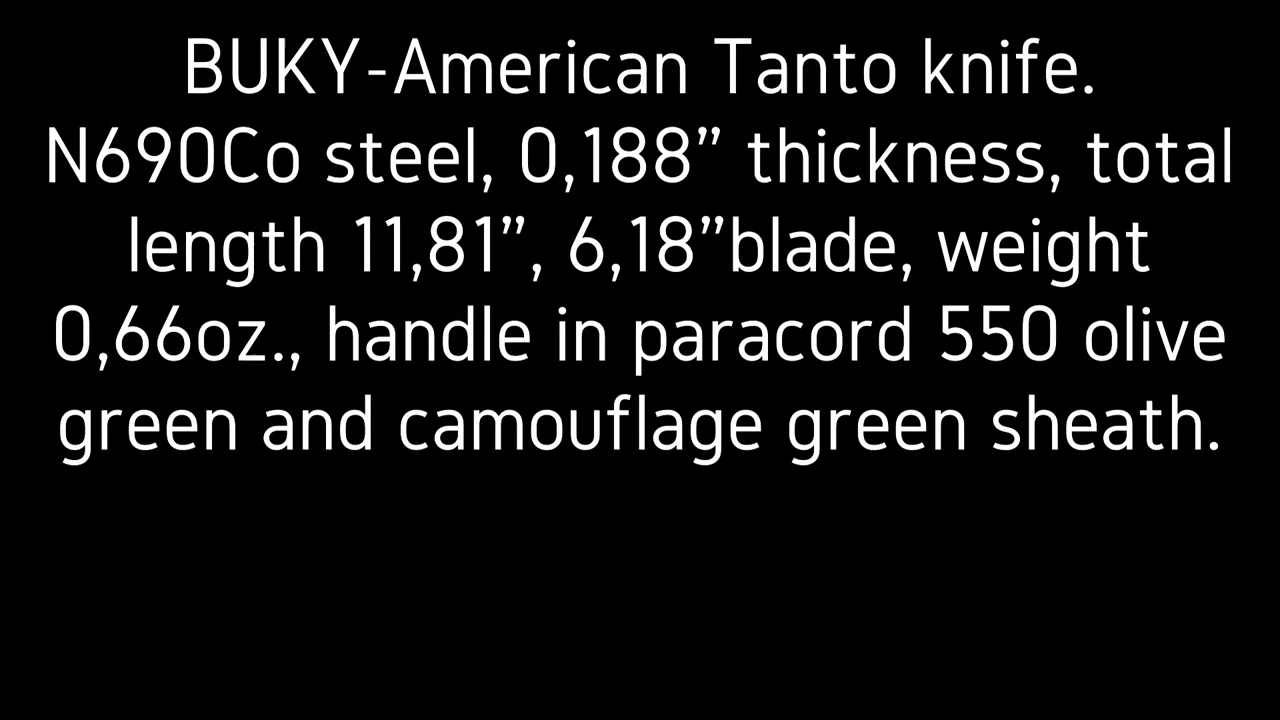 BUKY-American Tanto knife.
N690Co steel, 0,188” thickness, total
length 11,81”, 6,18”blade, weight
0,66oz., handle in paracord 550 olive
green and camouflage green sheath.